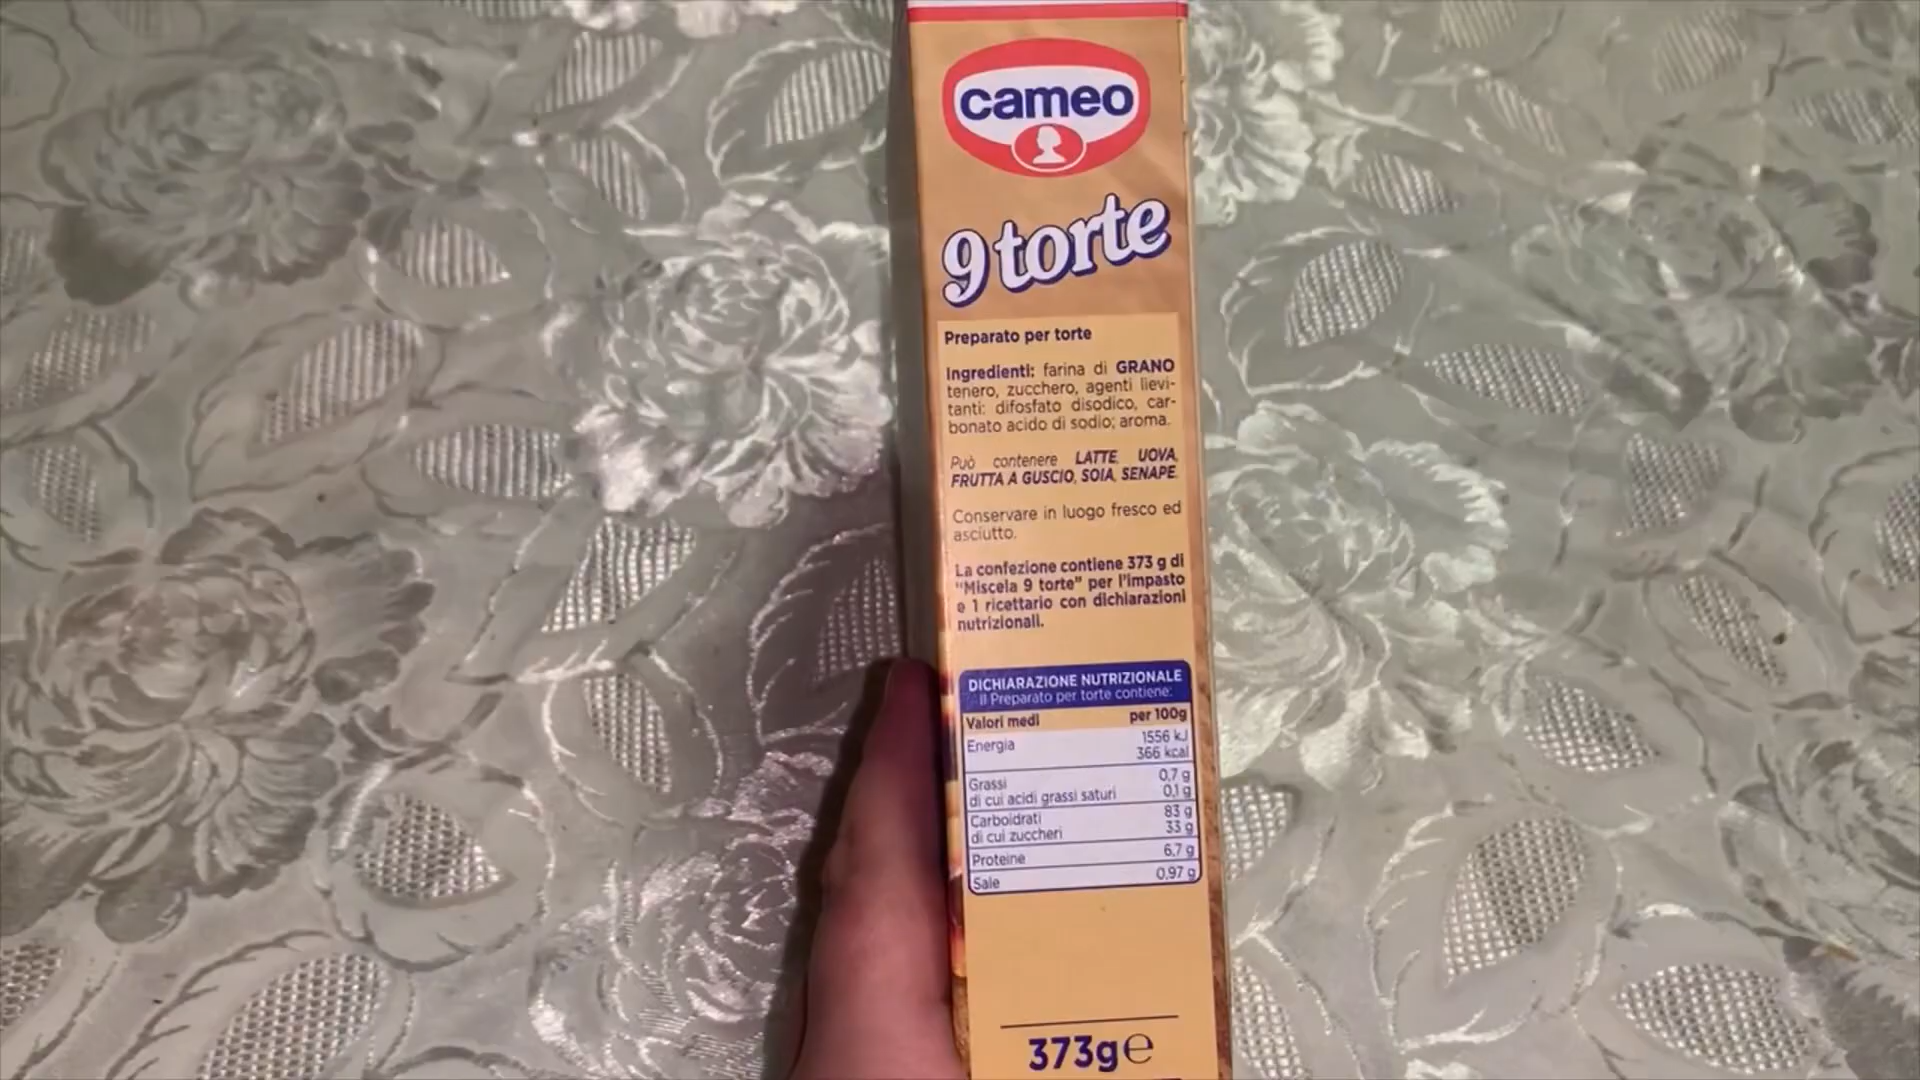 cameo
9 torte
Preparato per torte
Ingredienti: farina di GRANO
tenero, zucchero, agenti lievi-
tanti: difosfato disodico, car-
bonato acido di sodio; aroma.
Può contenere LATTE, UOVA,
FRUTTA A GUSCIO, SOIA, SENAPE.
Conservare in luogo fresco ed
asciutto.
La confezione contiene 373 g di
"Miscela 9 torte" per l'impasto
e 1 ricettario con dichiarazioni
nutrizionali.
DICHIARAZIONE NUTRIZIONALE
Il Preparato per torte contiene:
Valori medi per 100g
Energia 1556 kJ
366 kcal
Grassi 0,7 g
di cui acidi grassi saturi 0,1 g
Carboidrati 83 g
di cui zuccheri 33 g
Proteine 6,7 g
Sale 0,97 g
373g℮